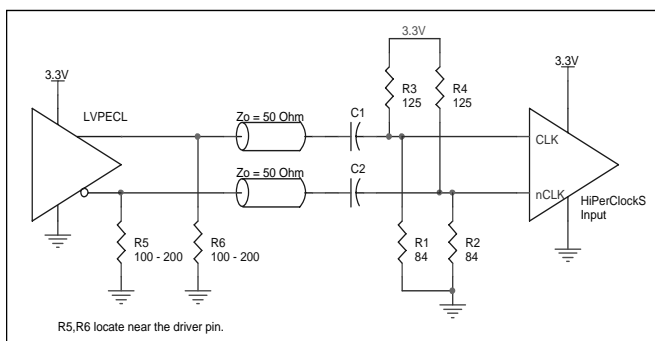 3.3V
3.3V
3.3V
R3
125
R4
125
LVPECL
Zo = 50 Ohm
C1
CLK
Zo = 50 Ohm
C2
nCLK
HiPerClockS
Input
R5
100 - 200
R6
100 - 200
R1
84
R2
84
R5,R6 locate near the driver pin.